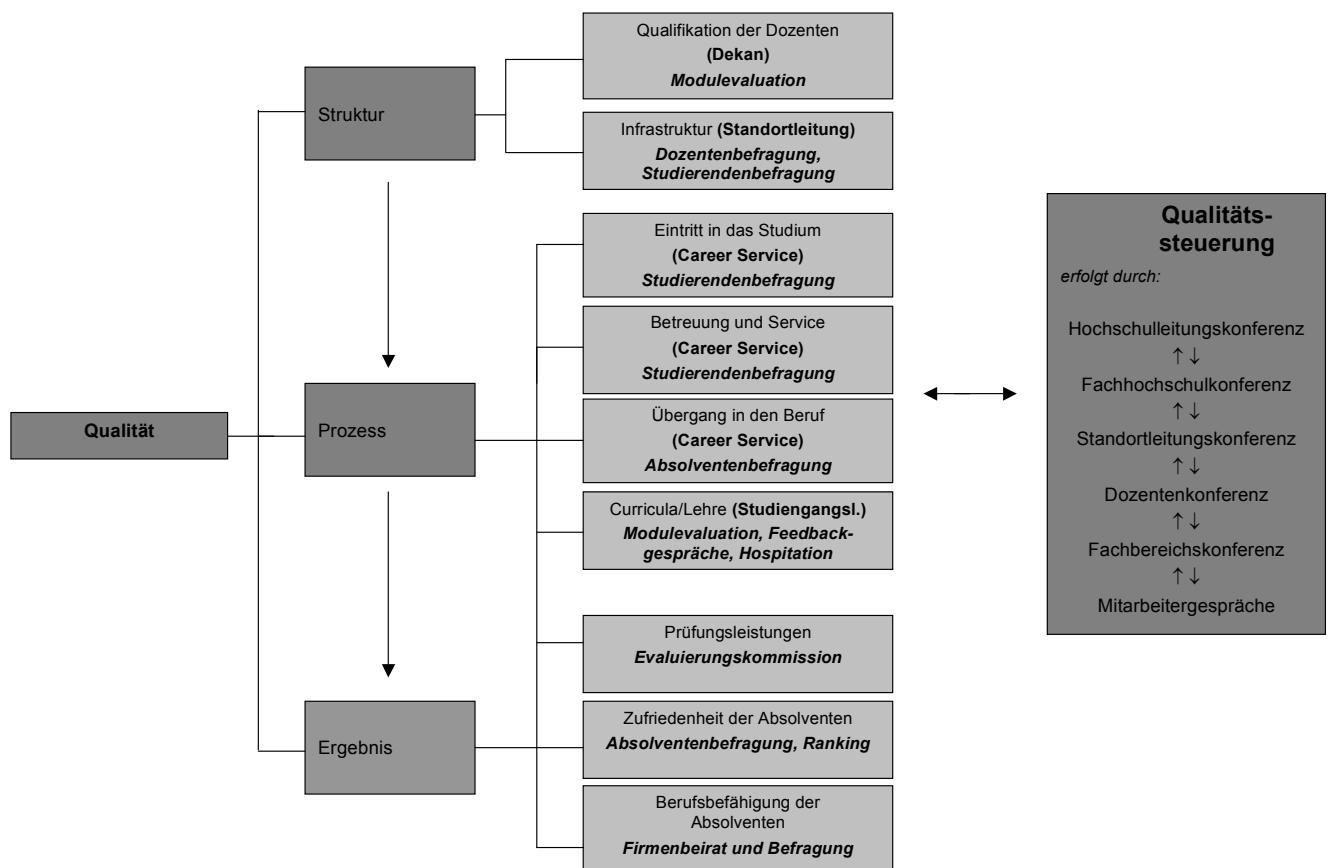 Qualität
Struktur
Prozess
Ergebnis
Qualifikation der Dozenten
(Dekan)
Modulevaluation
Infrastruktur (Standortleitung)
Dozentenbefragung,
Studierendenbefragung
Eintritt in das Studium
(Career Service)
Studierendenbefragung
Betreuung und Service
(Career Service)
Studierendenbefragung
Übergang in den Beruf
(Career Service)
Absolventenbefragung
Curricula/Lehre (Studiengangsl.)
Modulevaluation, Feedback-
gespräche, Hospitation
Prüfungsleistungen
Evaluierungskommission
Zufriedenheit der Absolventen
Absolventenbefragung, Ranking
Berufsbefähigung der
Absolventen
Firmenbeirat und Befragung
Qualitäts-
steuerung
erfolgt durch:
Hochschulleitungskonferenz
↑↓
Fachhochschulkonferenz
↑↓
Standortleitungskonferenz
↑↓
Dozentenkonferenz
↑↓
Fachbereichskonferenz
↑↓
Mitarbeitergespräche